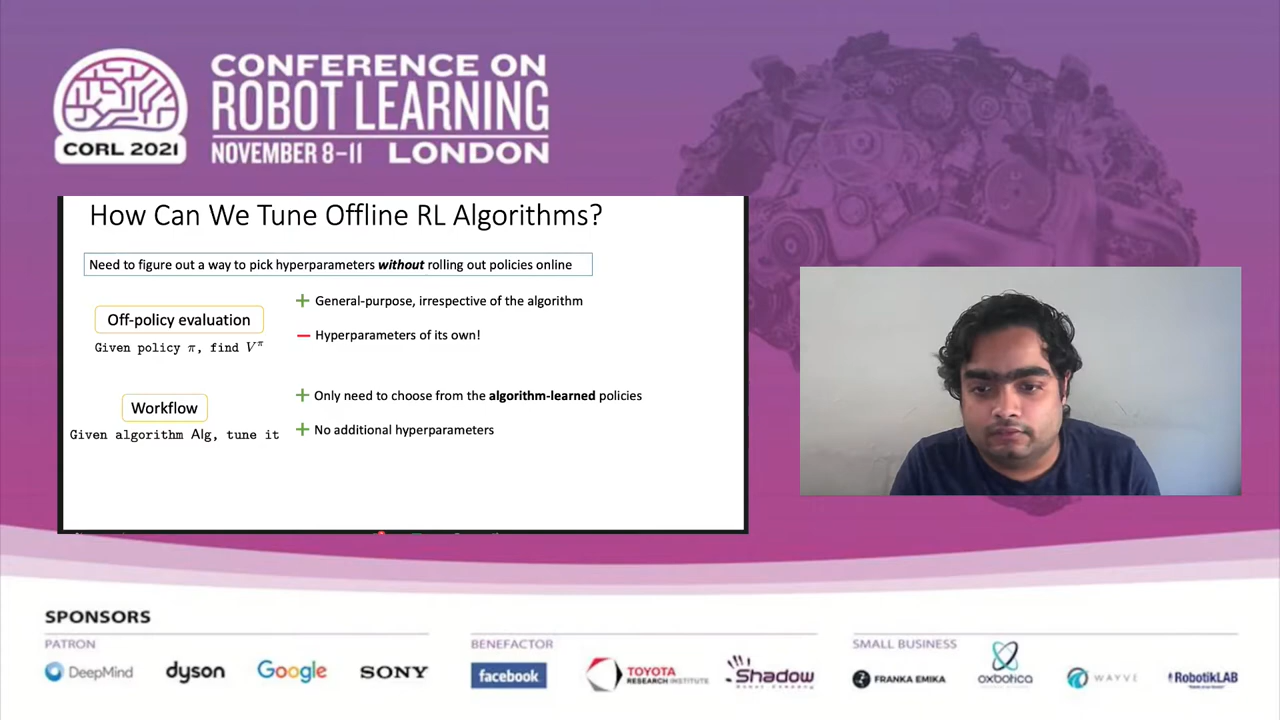 CONFERENCE ON
ROBOT LEARNING
NOVEMBER 8–11 LONDON
CORL 2021
How Can We Tune Offline RL Algorithms?
Need to figure out a way to pick hyperparameters without rolling out policies online
Off-policy evaluation
Given policy π, find V^π
+ General-purpose, irrespective of the algorithm
− Hyperparameters of its own!
Workflow
Given algorithm Alg, tune it
+ Only need to choose from the algorithm-learned policies
+ No additional hyperparameters
SPONSORS
PATRON
DeepMind
dyson
Google
SONY
BENEFACTOR
facebook
TOYOTA
RESEARCH INSTITUTE
Shadow
SMALL BUSINESS
FRANKA EMIKA
oxbotica
WAYVE
RobotikLAB